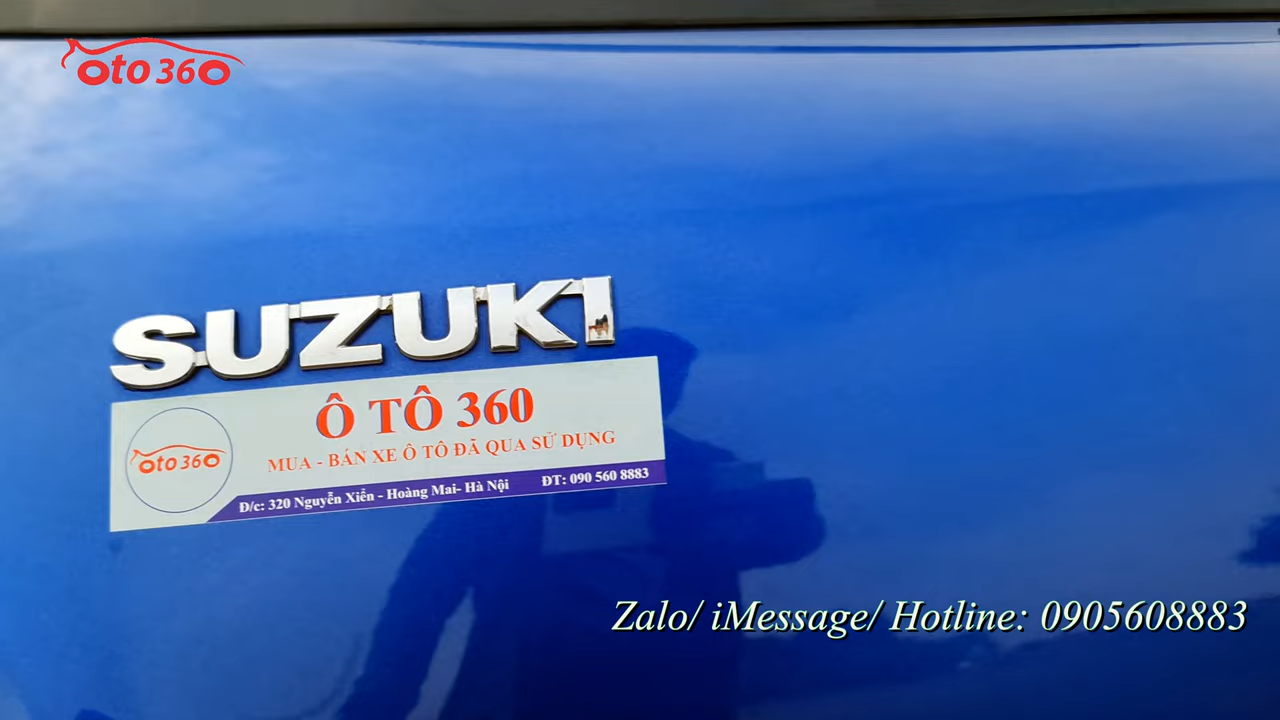 oto360
SUZUKI
Ô TÔ 360
MUA - BÁN XE Ô TÔ ĐÃ QUA SỬ DỤNG
oto360
Đ/c: 320 Nguyễn Xiển - Hoàng Mai- Hà Nội ĐT: 090 560 8883
Zalo/ iMessage/ Hotline: 0905608883